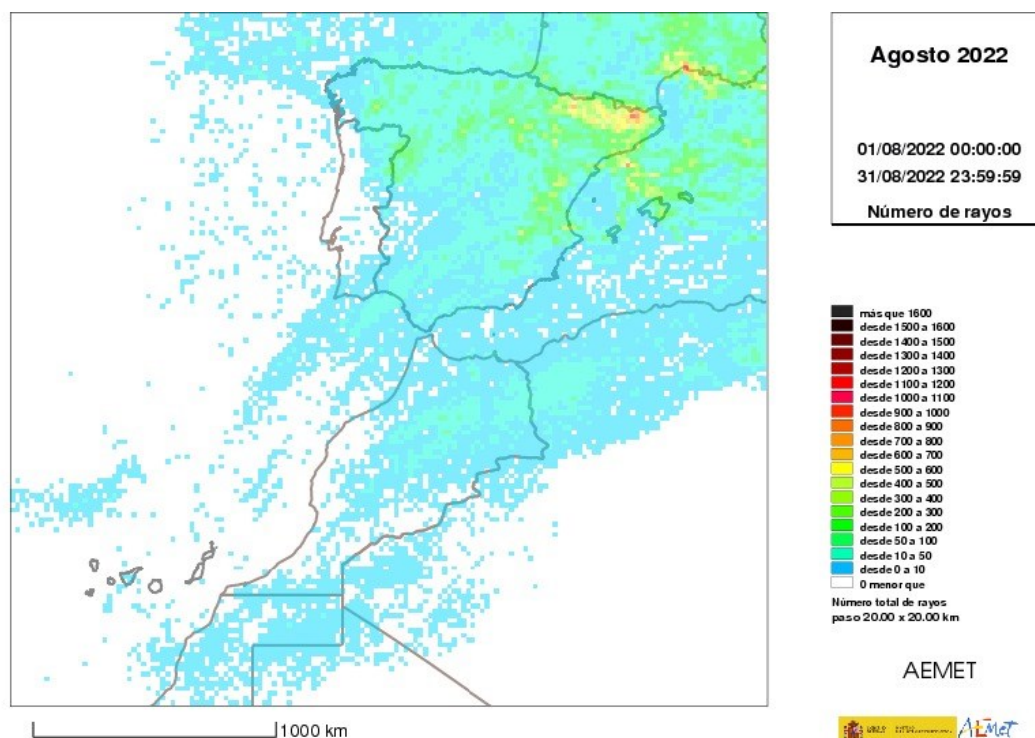 Agosto 2022
01/08/2022 00:00:00
31/08/2022 23:59:59
Número de rayos
más que 1600
desde 1500 a 1600
desde 1400 a 1500
desde 1300 a 1400
desde 1200 a 1300
desde 1100 a 1200
desde 1000 a 1100
desde 900 a 1000
desde 800 a 900
desde 700 a 800
desde 600 a 700
desde 500 a 600
desde 400 a 500
desde 300 a 400
desde 200 a 300
desde 100 a 200
desde 50 a 100
desde 10 a 50
desde 0 a 10
0 menor que
Número total de rayos
paso 20.00 x 20.00 km
AEMET
AEMet
1000 km